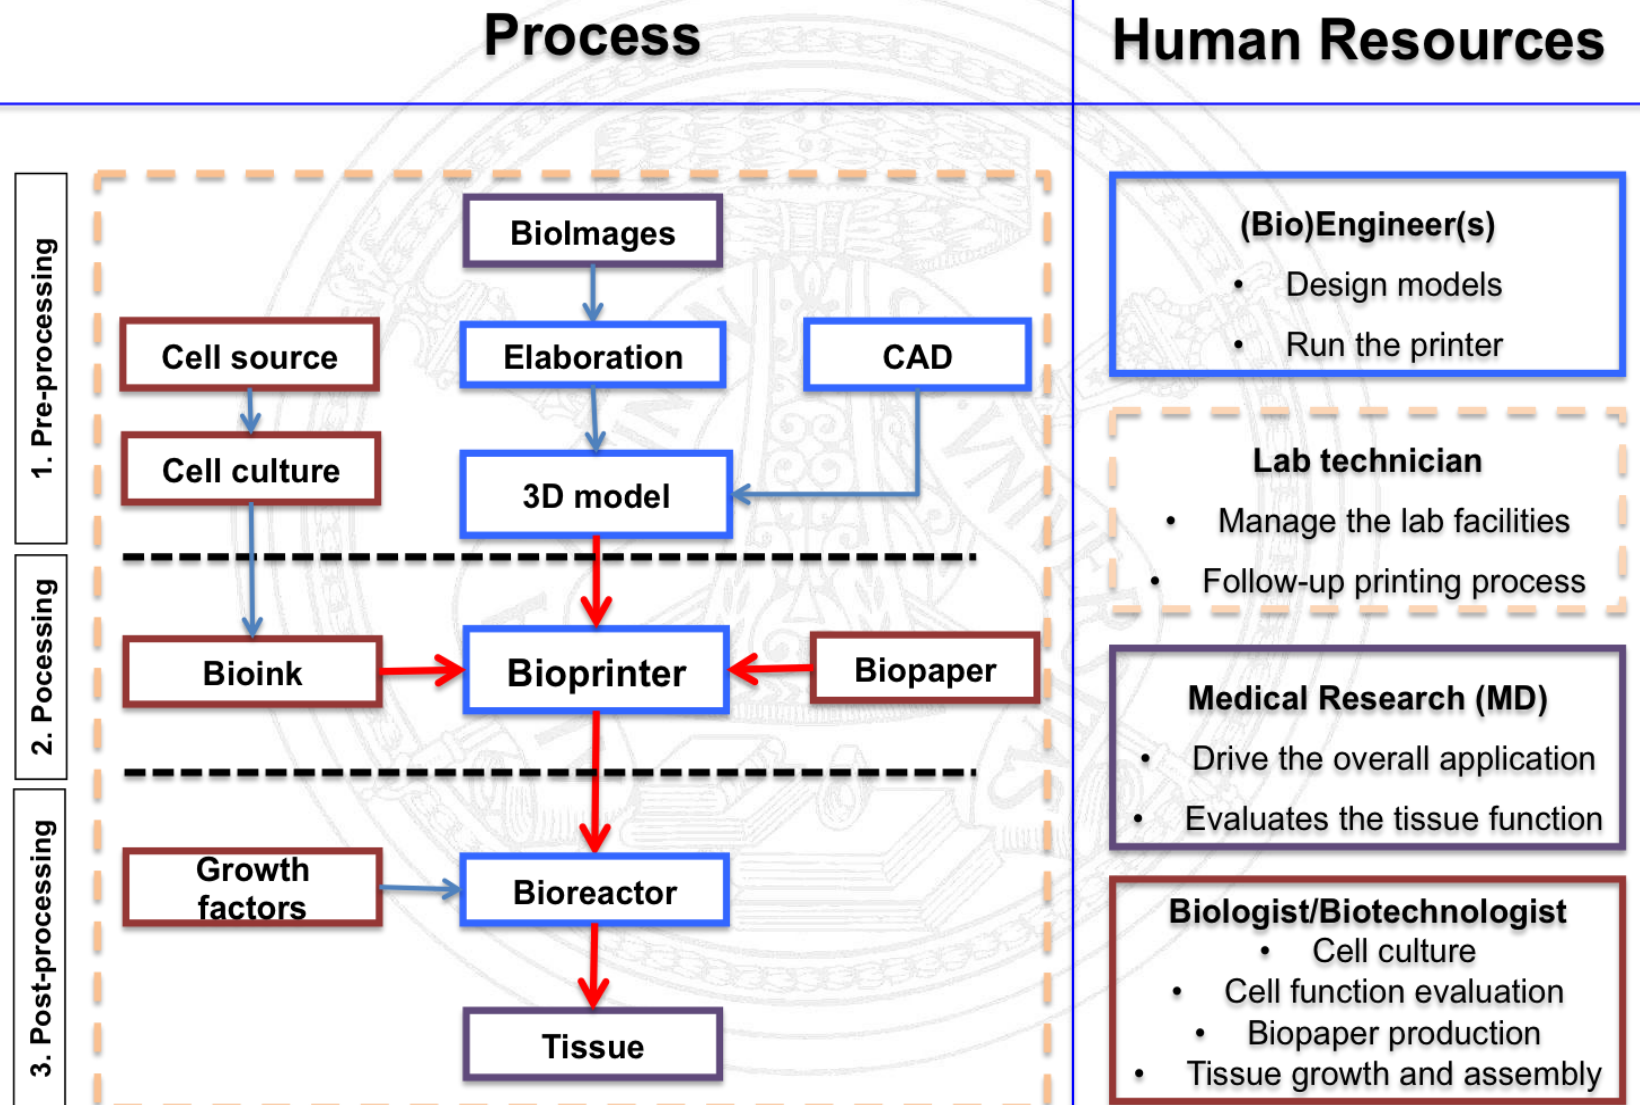 Process
Human Resources
1. Pre-processing
BioImages
Cell source
Elaboration
CAD
Cell culture
3D model
2. Pocessing
Bioink
Bioprinter
Biopaper
3. Post-processing
Growth
factors
Bioreactor
Tissue
(Bio)Engineer(s)
• Design models
• Run the printer
Lab technician
• Manage the lab facilities
• Follow-up printing process
Medical Research (MD)
• Drive the overall application
• Evaluates the tissue function
Biologist/Biotechnologist
• Cell culture
• Cell function evaluation
• Biopaper production
• Tissue growth and assembly